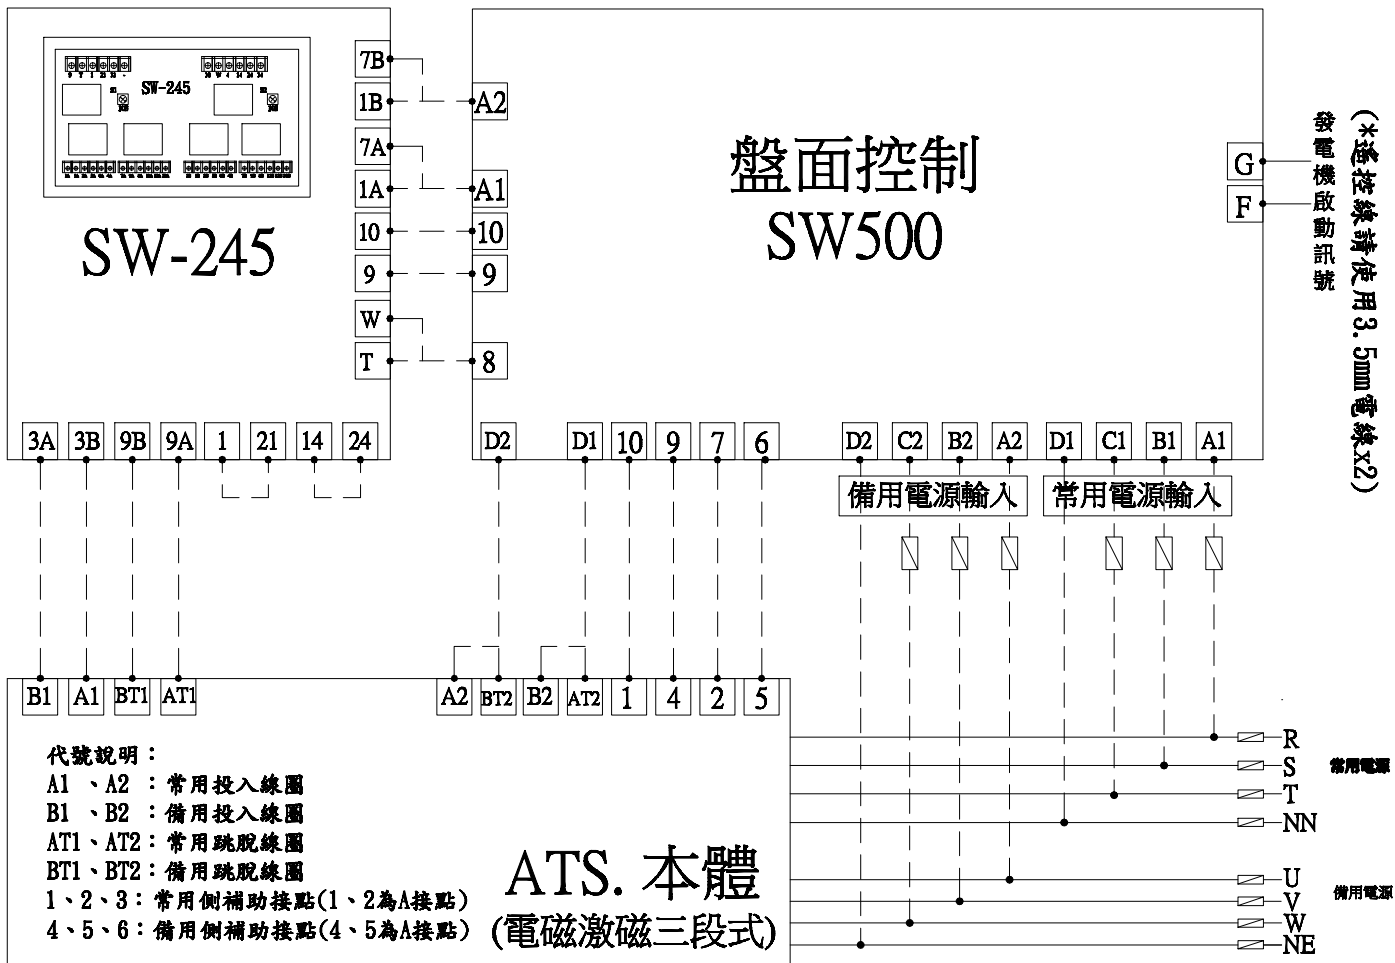 SW-245
SW-245
7B
1B
7A
1A
10
9
W
T
3A 3B 9B 9A 1 21 14 24
盤面控制
SW500
A2
A1
10
9
8
G
F
D2 D1 10 9 7 6 D2 C2 B2 A2 D1 C1 B1 A1
備用電源輸入 常用電源輸入
發電機啟動訊號
(*遙控線請使用3.5mm電線x2)
B1 A1 BT1 AT1 A2 BT2 B2 AT2 1 4 2 5
代號說明：
A1 、A2 ：常用投入線圈
B1 、B2 ：備用投入線圈
AT1、AT2：常用跳脫線圈
BT1、BT2：備用跳脫線圈
1、2、3：常用側補助接點(1、2為A接點)
4、5、6：備用側補助接點(4、5為A接點)
ATS.本體
(電磁激磁三段式)
R
S
T
NN
常用電源
U
V
W
NE
備用電源